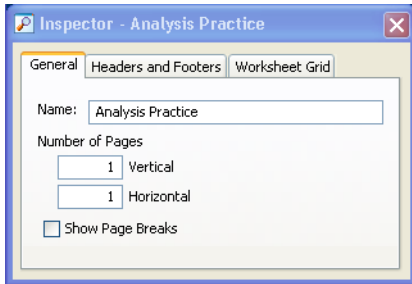 Inspector - Analysis Practice
General Headers and Footers Worksheet Grid
Name: Analysis Practice
Number of Pages
1 Vertical
1 Horizontal
Show Page Breaks